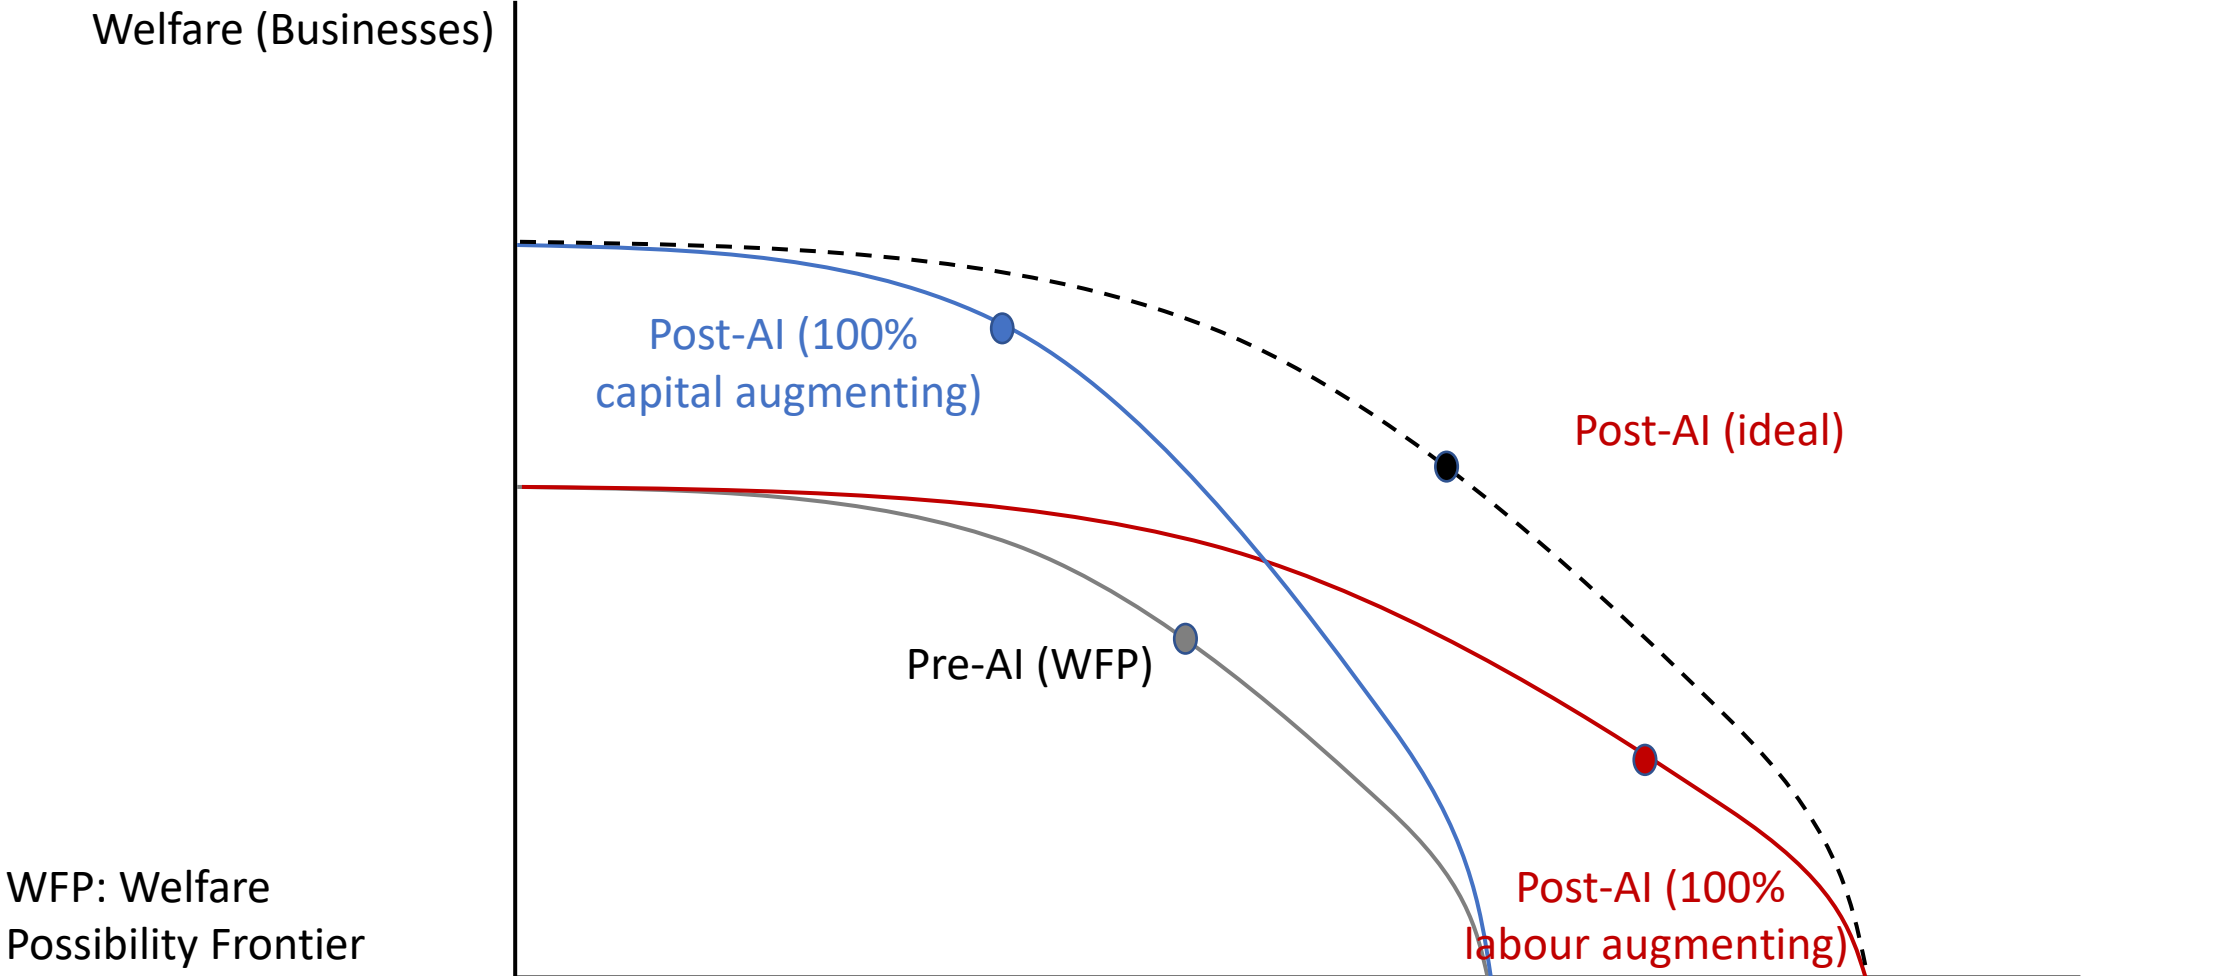 Welfare (Businesses)
Post-AI (100%
capital augmenting)
Post-AI (ideal)
Pre-AI (WFP)
Post-AI (100%
labour augmenting)
WFP: Welfare
Possibility Frontier